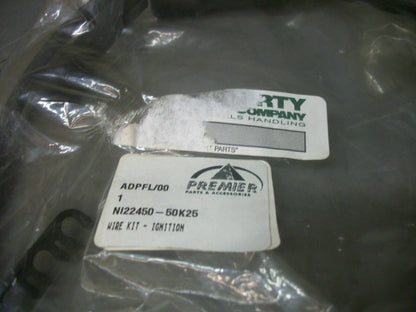 RTY
COMPANY
LS HANDLING
PARTS"
ADPFL/00
PREMIER
PARTS & ACCESSORIES
1
NI22450-50K25
WIRE KIT - IGNITION